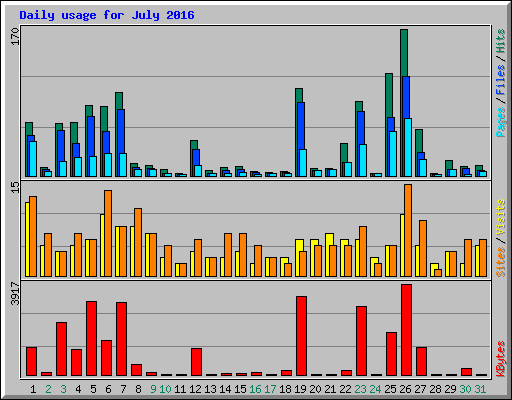 Daily usage for July 2016
170
Pages / Files / Hits
15
Sites / Visits
3917
KBytes
1 2 3 4 5 6 7 8 9 10 11 12 13 14 15 16 17 18 19 20 21 22 23 24 25 26 27 28 29 30 31